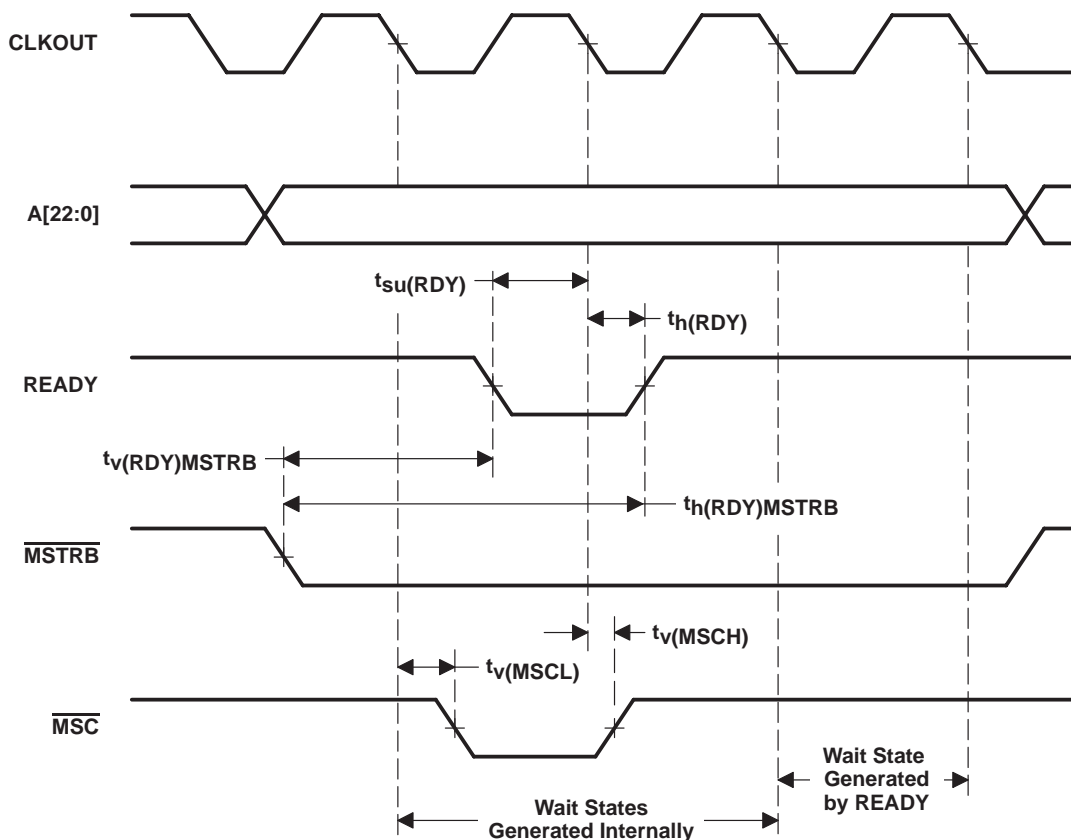 CLKOUT
A[22:0]
tsu(RDY)
th(RDY)
READY
tv(RDY)MSTRB
th(RDY)MSTRB
MSTRB
tv(MSCH)
tv(MSCL)
MSC
Wait State
Generated
by READY
Wait States
Generated Internally